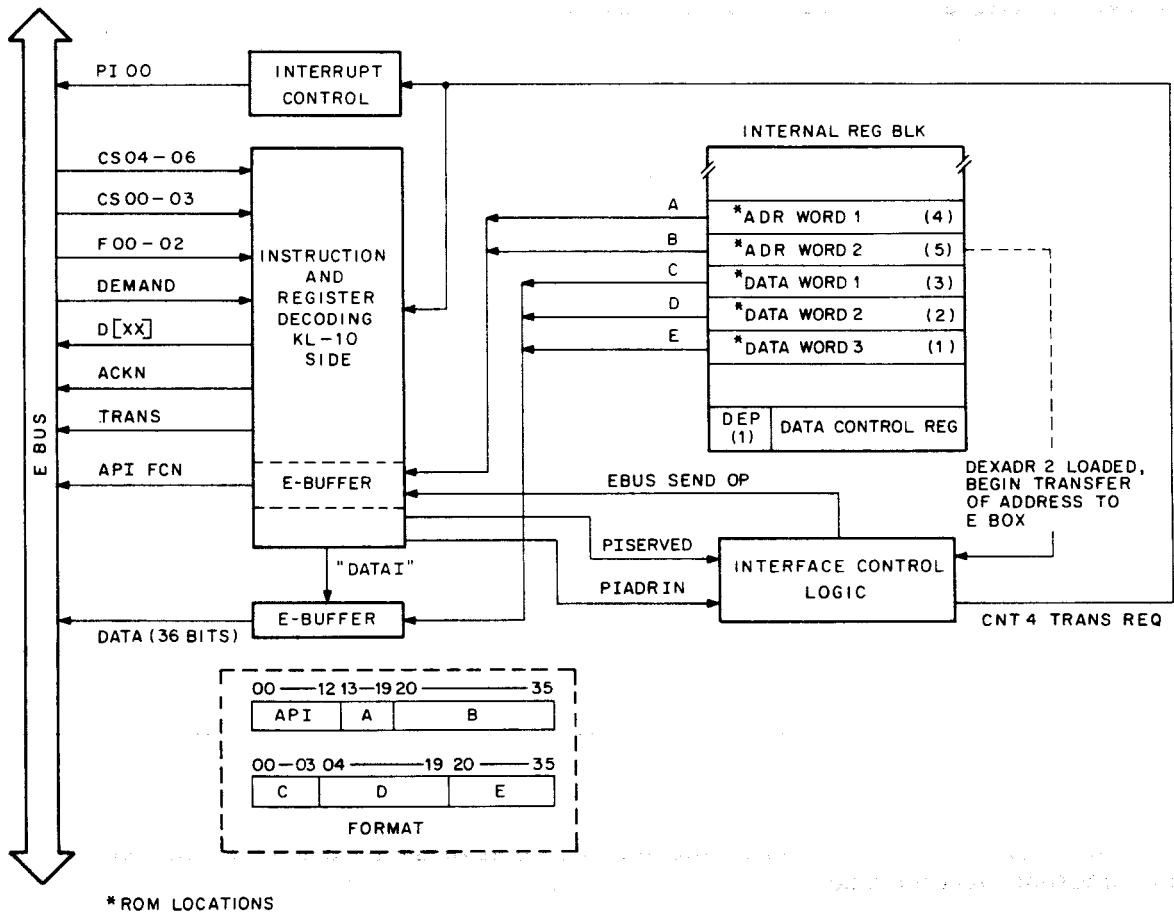 PI 00
INTERRUPT
CONTROL
INTERNAL REG BLK
CS04-06
CS00-03
F00-02
DEMAND
D[XX]
ACKN
TRANS
API FCN
E BUS
INSTRUCTION
AND
REGISTER
DECODING
KL-10
SIDE
E-BUFFER
A
B
C
D
E
*ADR WORD 1 (4)
*ADR WORD 2 (5)
*DATA WORD 1 (3)
*DATA WORD 2 (2)
*DATA WORD 3 (1)
DEP
(1)
DATA CONTROL REG
DEXADR 2 LOADED,
BEGIN TRANSFER
OF ADDRESS TO
E BOX
EBUS SEND OP
PISERVED
PIADRIN
INTERFACE CONTROL
LOGIC
CNT 4 TRANS REQ
"DATAI"
E-BUFFER
DATA (36 BITS)
00 12 13-19 20 35
API A B
00-03 04 19 20 35
C D E
FORMAT
*ROM LOCATIONS